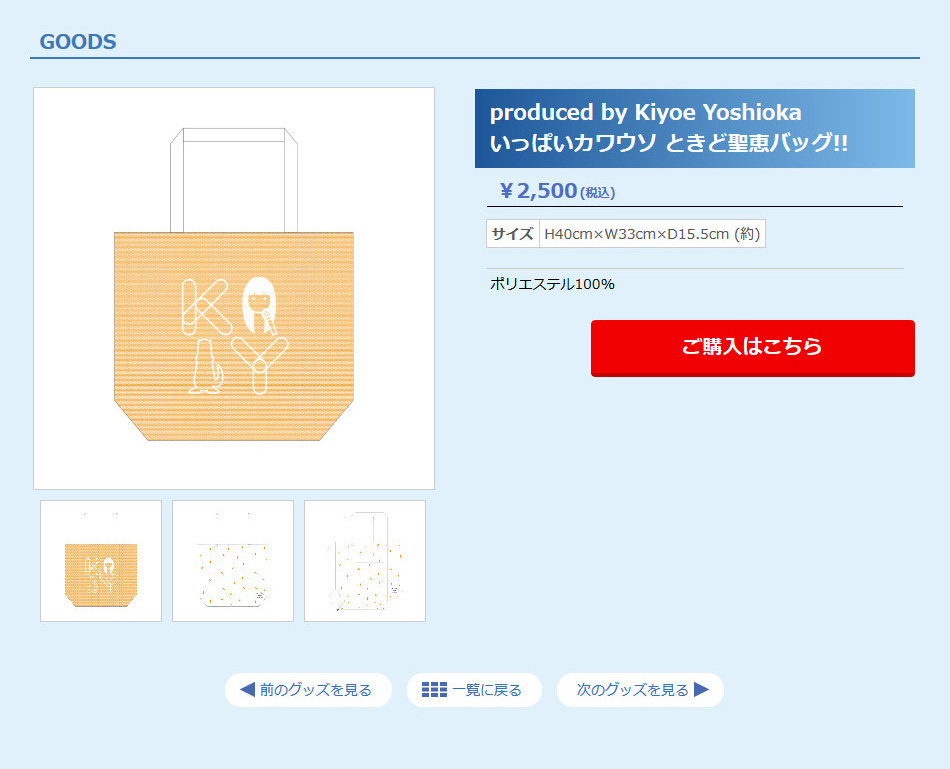 GOODS
produced by Kiyoe Yoshioka
いっぱいカワウソ ときど聖恵バッグ!!
￥2,500(税込)
サイズ H40cm×W33cm×D15.5cm (約)
ポリエステル100%
ご購入はこちら
K
Y
前のグッズを見る
一覧に戻る
次のグッズを見る